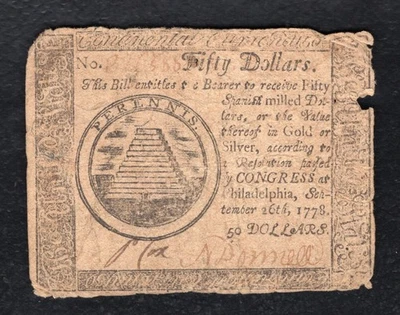 Continental Currency
No. Fifty Dollars.
This Bill entitles the Bearer to receive Fifty
Spanish milled Dol-
lars, or the Value
thereof in Gold or
Silver, according to
a Resolution passed
by CONGRESS at
Philadelphia, Sep-
tember 26th, 1778.
50 DOLLARS.
PERENNIS.
P Cox